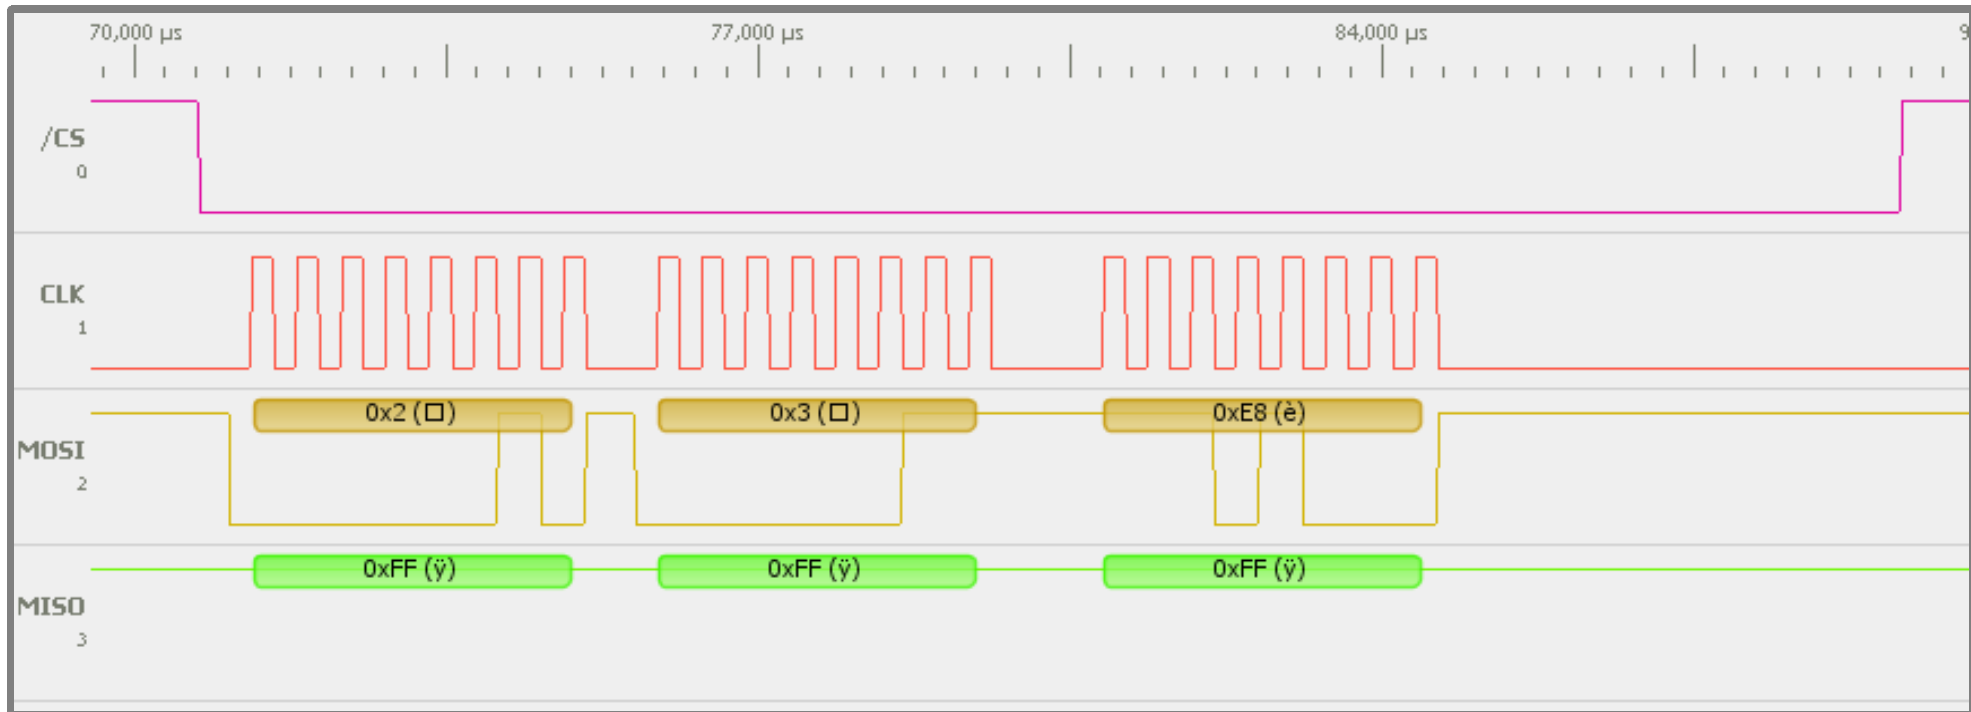 70,000 µs 77,000 µs 84,000 µs 9
/CS
0
CLK
1
0x2 (□) 0x3 (□) 0xE8 (è)
MOSI
2
0xFF (ÿ) 0xFF (ÿ) 0xFF (ÿ)
MISO
3